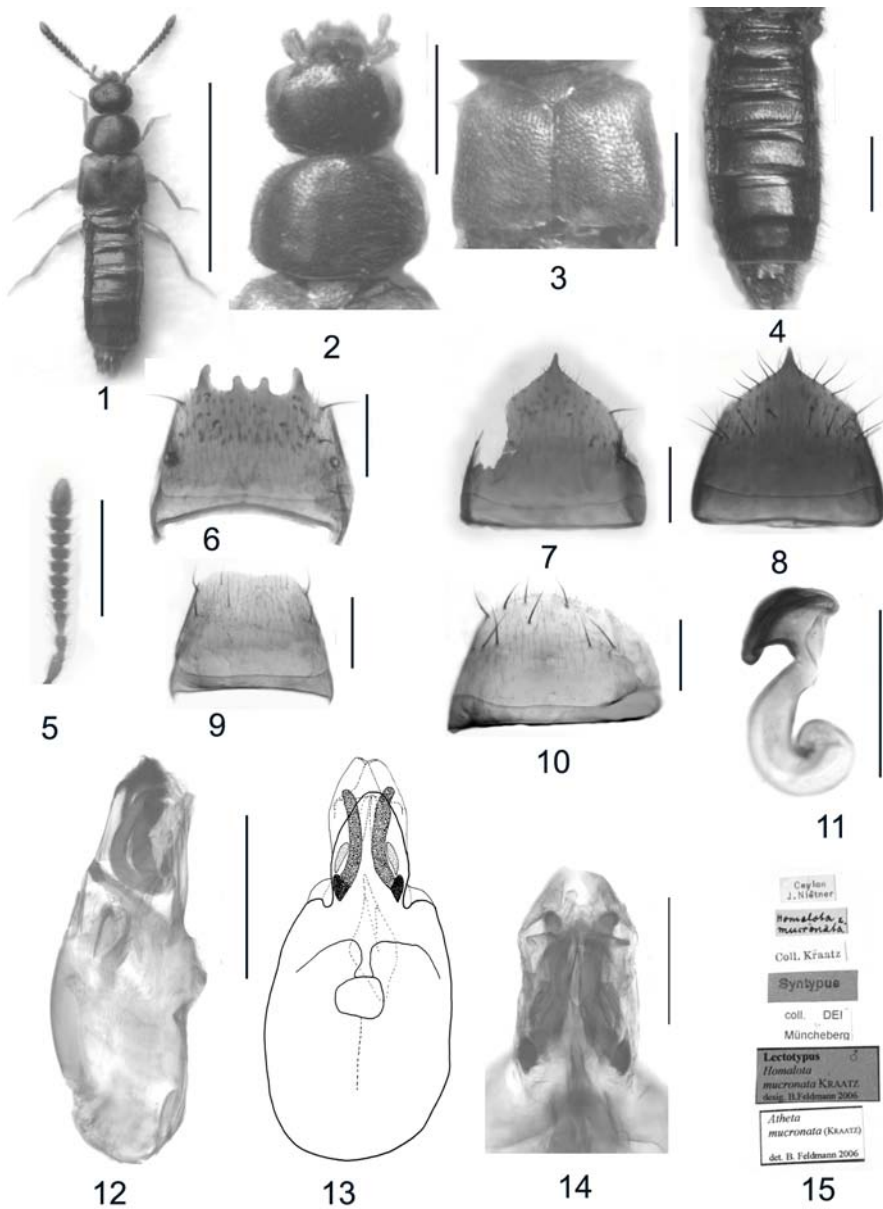 1
2
3
4
5
6
7
8
9
10
11
12
13
14
15
Ceylon
J. Nietner
Homalota
mucronata
Coll. Kraatz
Syntypus
coll. DEI
Müncheberg
Lectotypus ♂
Homalota
mucronata KRAATZ
desig. B.Feldmann 2006
Atheta
mucronata (KRAATZ)
det. B. Feldmann 2006